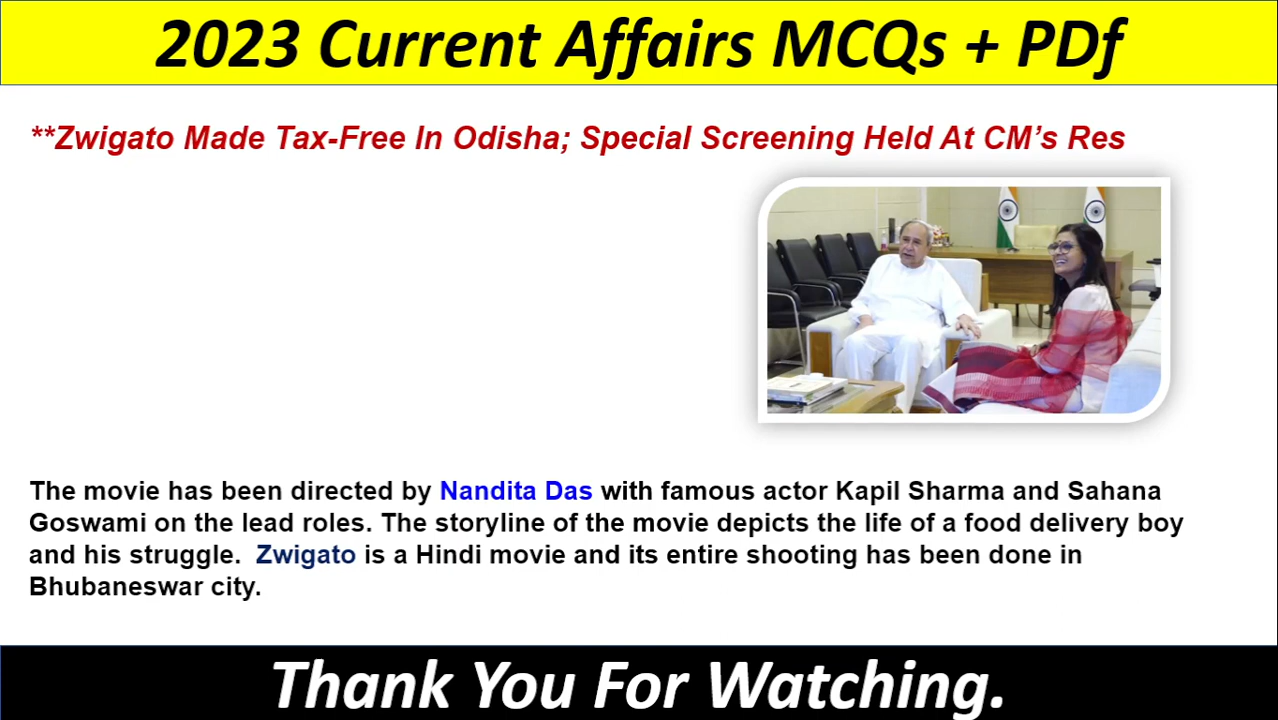 2023 Current Affairs MCQs + PDf
**Zwigato Made Tax-Free In Odisha; Special Screening Held At CM’s Res
The movie has been directed by Nandita Das with famous actor Kapil Sharma and Sahana
Goswami on the lead roles. The storyline of the movie depicts the life of a food delivery boy
and his struggle.  Zwigato is a Hindi movie and its entire shooting has been done in
Bhubaneswar city.
Thank You For Watching.